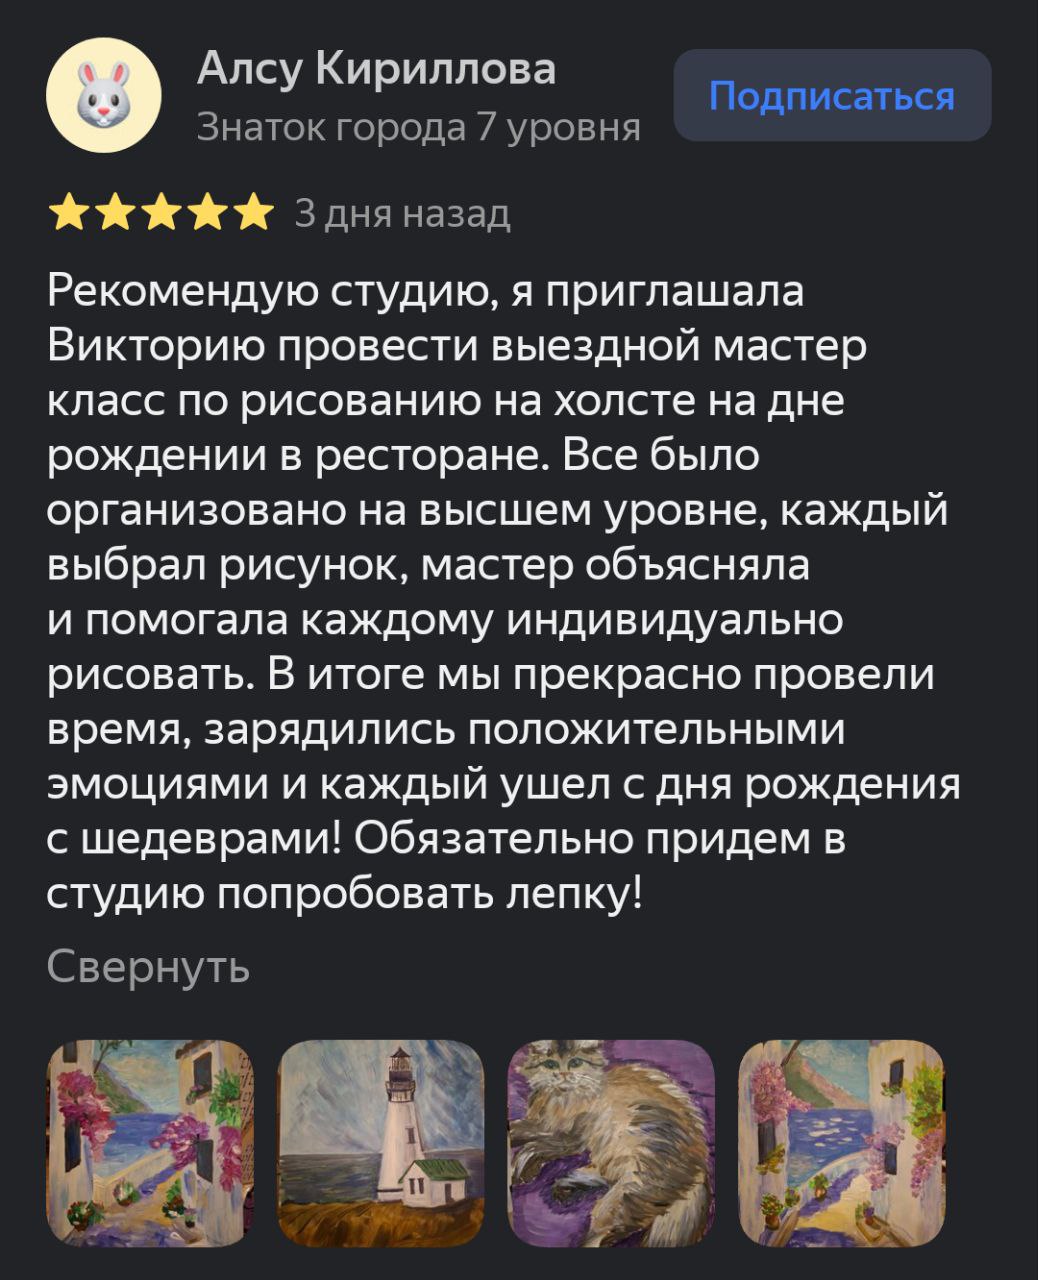 Алсу Кириллова
Знаток города 7 уровня
Подписаться
3 дня назад
Рекомендую студию, я приглашала
Викторию провести выездной мастер
класс по рисованию на холсте на дне
рождении в ресторане. Все было
организовано на высшем уровне, каждый
выбрал рисунок, мастер объясняла
и помогала каждому индивидуально
рисовать. В итоге мы прекрасно провели
время, зарядились положительными
эмоциями и каждый ушел с дня рождения
с шедеврами! Обязательно придем в
студию попробовать лепку!
Свернуть